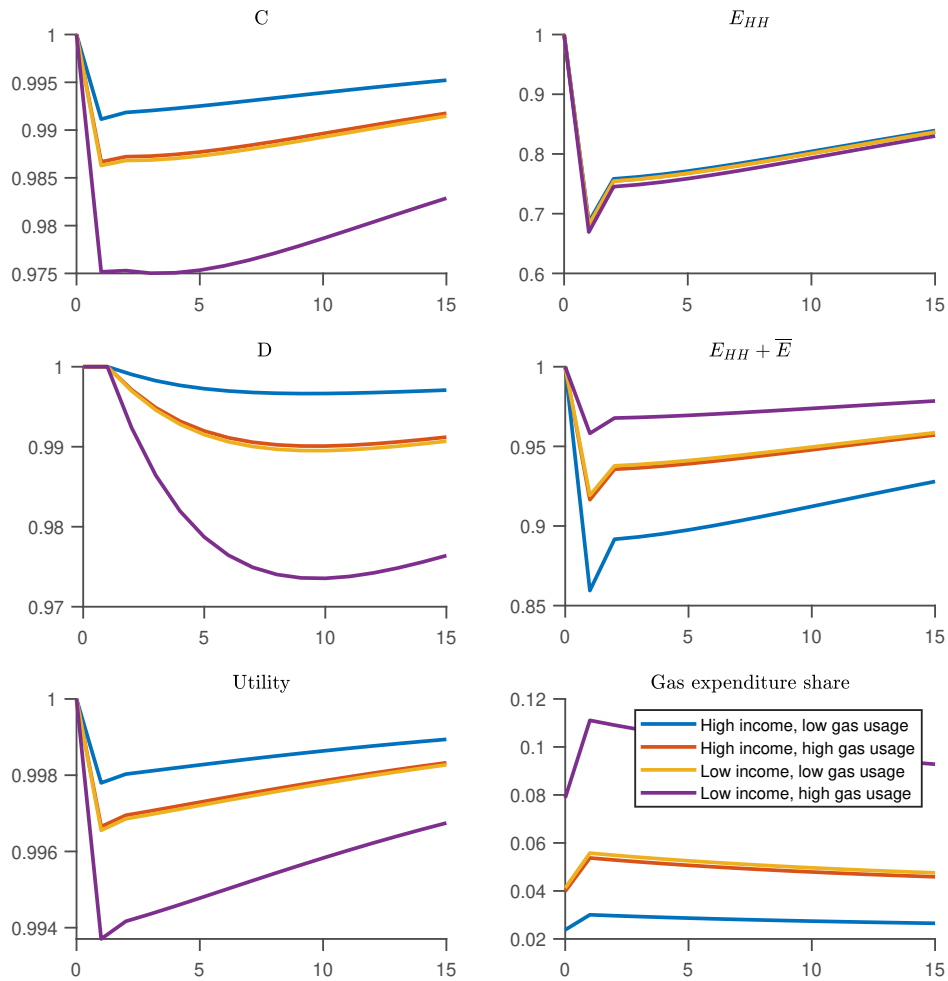 C
1
0.995
0.99
0.985
0.98
0.975
0 5 10 15
E_HH
1
0.9
0.8
0.7
0.6
0 5 10 15
D
1
0.99
0.98
0.97
0 5 10 15
E_HH + E̅
1
0.95
0.9
0.85
0 5 10 15
Utility
1
0.998
0.996
0.994
0 5 10 15
Gas expenditure share
0.12
0.1
0.08
0.06
0.04
0.02
0 5 10 15
High income, low gas usage
High income, high gas usage
Low income, low gas usage
Low income, high gas usage